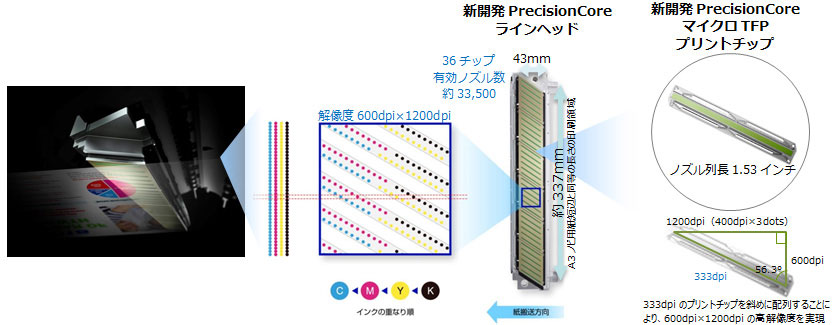 新開発 PrecisionCore
ラインヘッド
新開発 PrecisionCore
マイクロ TFP
プリントチップ
36 チップ
有効ノズル数
約 33,500
43mm
解像度 600dpi×1200dpi
約 337mm
A3 ノビ用紙短辺と同等の長さの印刷領域
ノズル列長 1.53 インチ
1200dpi（400dpi×3dots）
600dpi
56.3°
333dpi
C M Y K
インクの重なり順
紙搬送方向
333dpi のプリントチップを斜めに配列することに
より、600dpi×1200dpi の高解像度を実現